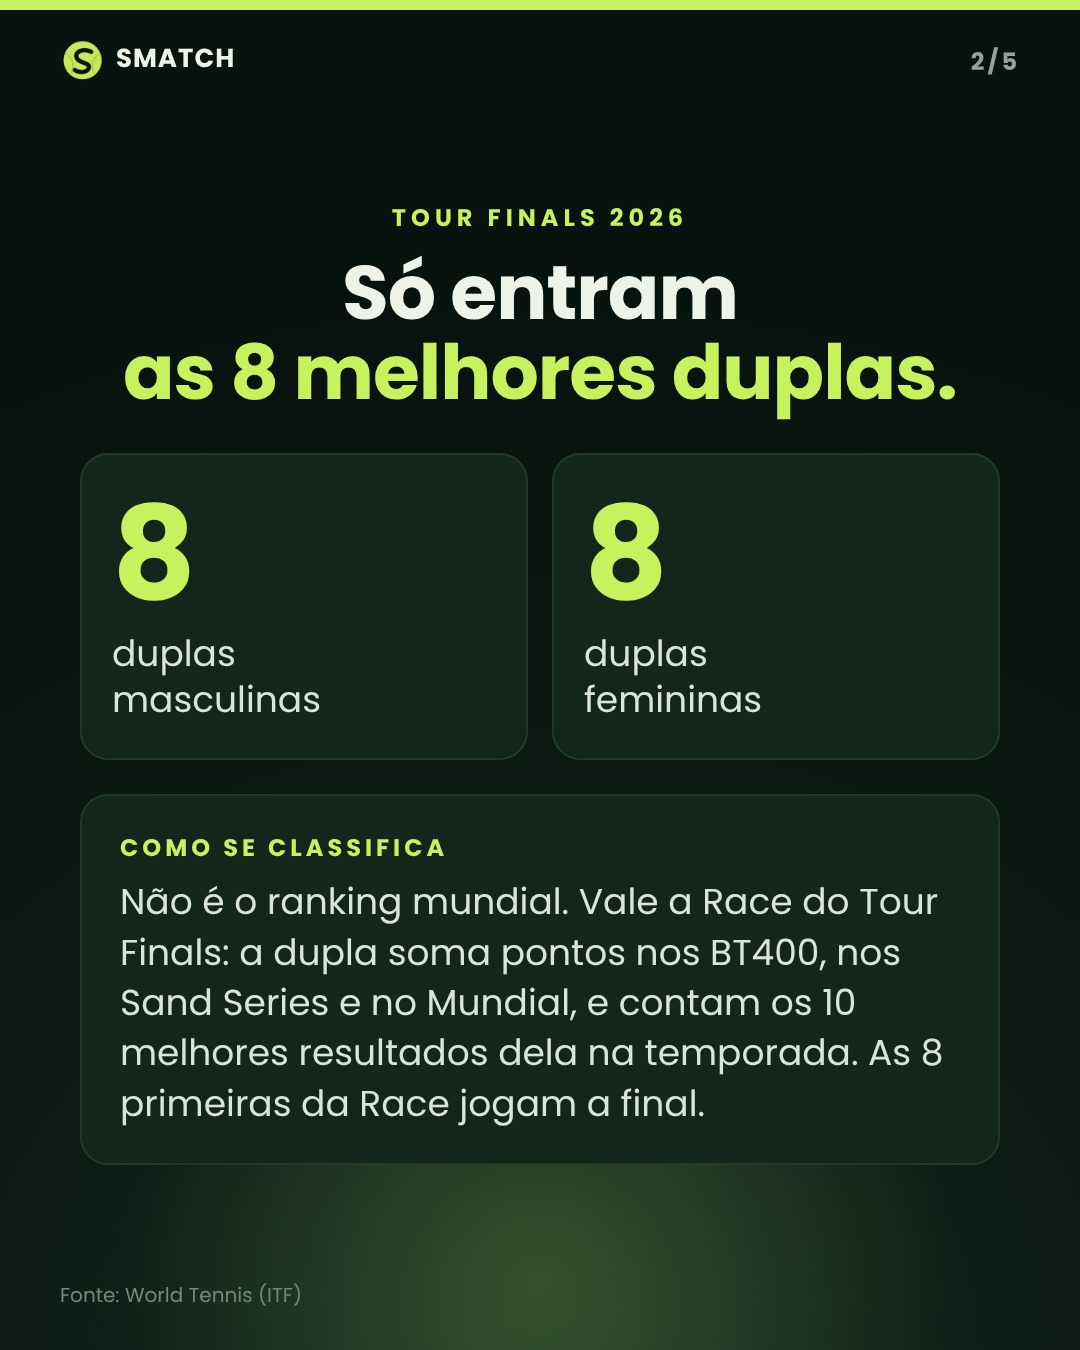 SMATCH
2/5
TOUR FINALS 2026
Só entram
as 8 melhores duplas.
8
duplas
masculinas
8
duplas
femininas
COMO SE CLASSIFICA
Não é o ranking mundial. Vale a Race do Tour
Finals: a dupla soma pontos nos BT400, nos
Sand Series e no Mundial, e contam os 10
melhores resultados dela na temporada. As 8
primeiras da Race jogam a final.
Fonte: World Tennis (ITF)